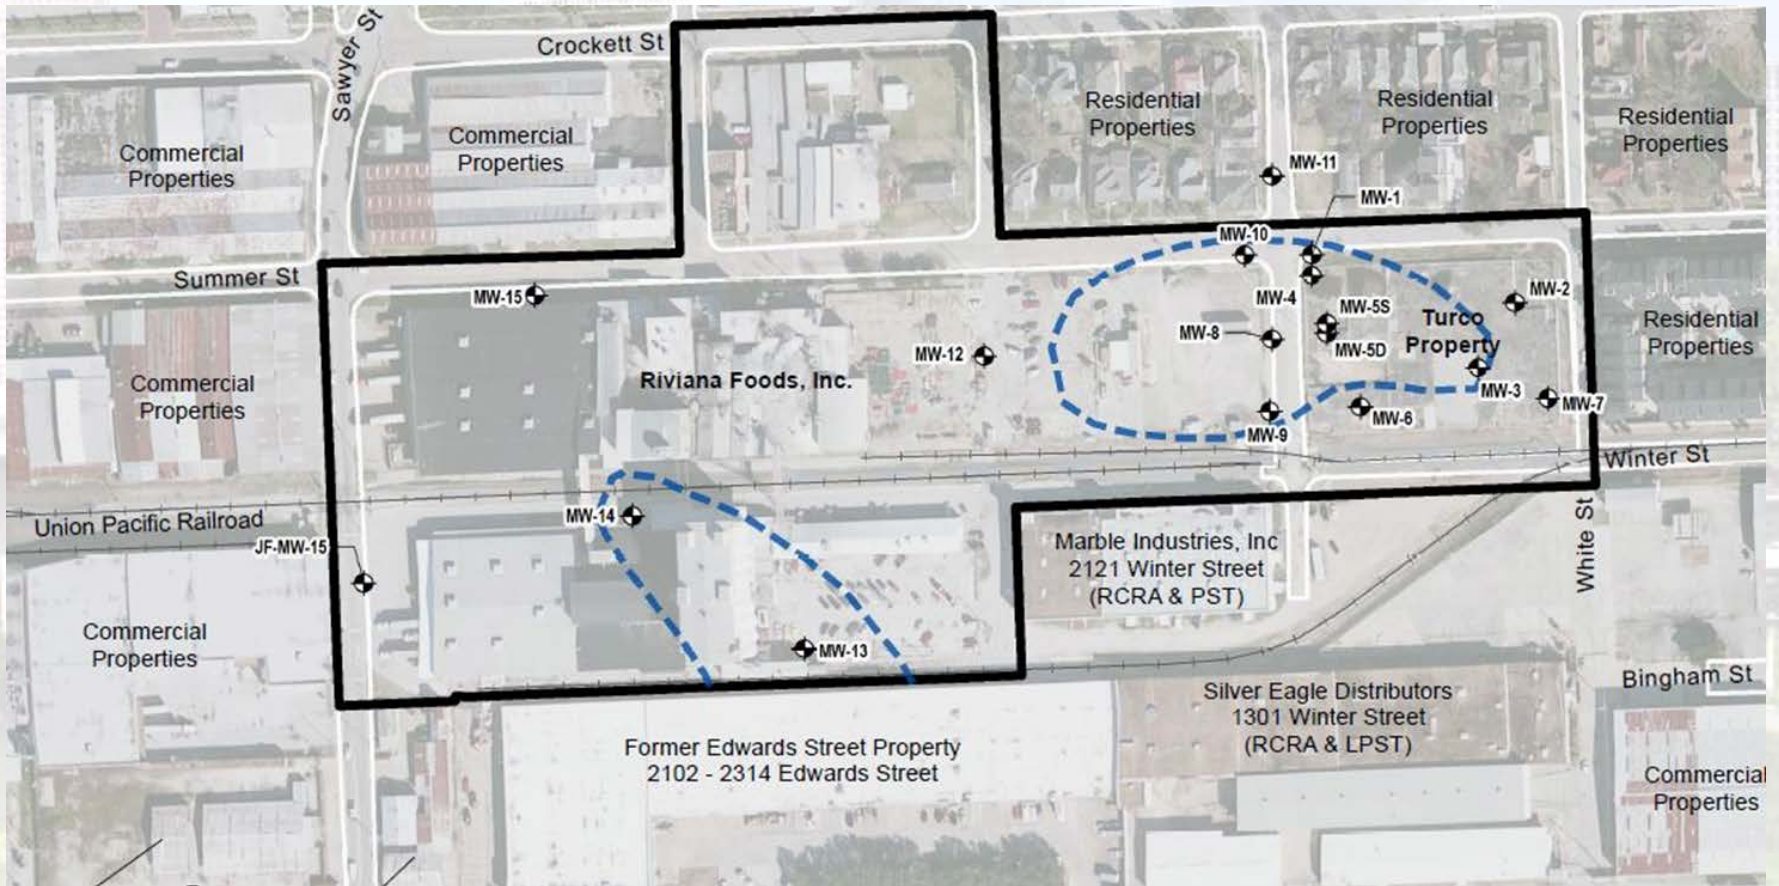 Sawyer St
Crockett St
Commercial
Properties
Commercial
Properties
Residential
Properties
Residential
Properties
Residential
Properties
MW-11
MW-1
MW-10
Summer St
MW-15
MW-4
MW-2
MW-5S
MW-8
Turco
Property
MW-5D
MW-12
Residential
Properties
Commercial
Properties
Riviana Foods, Inc.
MW-3
MW-7
MW-6
MW-9
Winter St
Union Pacific Railroad
MW-14
JF-MW-15
Marble Industries, Inc
2121 Winter Street
(RCRA & PST)
White St
Commercial
Properties
MW-13
Bingham St
Silver Eagle Distributors
1301 Winter Street
(RCRA & LPST)
Former Edwards Street Property
2102 - 2314 Edwards Street
Commercial
Properties